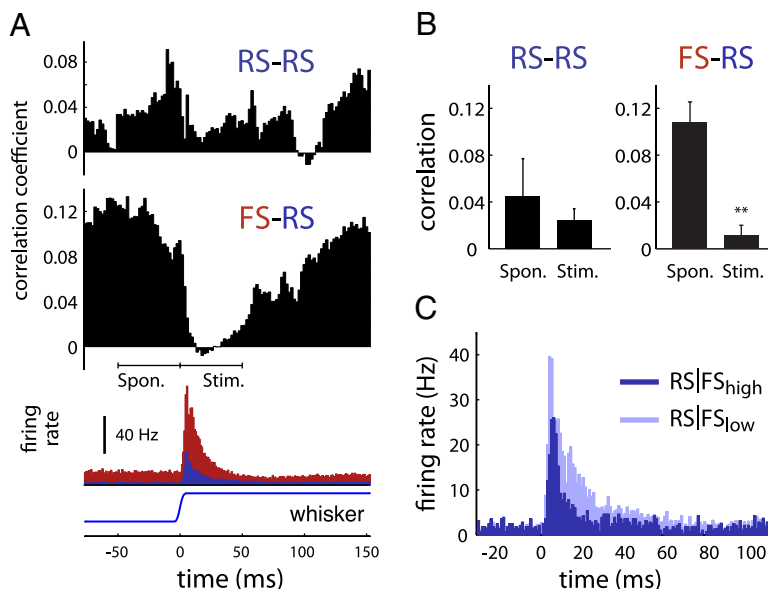 A
correlation coefficient
RS-RS
0.08
0.04
0
FS-RS
0.12
0.08
0.04
0
Spon.
Stim.
firing
rate
40 Hz
whisker
-50
0
50
100
150
time (ms)
B
correlation
RS-RS
0.12
0.08
0.04
0
Spon.
Stim.
FS-RS
0.12
0.08
0.04
0
**
Spon.
Stim.
C
firing rate (Hz)
40
30
20
10
0
RS|FShigh
RS|FSlow
-20
0
20
40
60
80
100
time (ms)